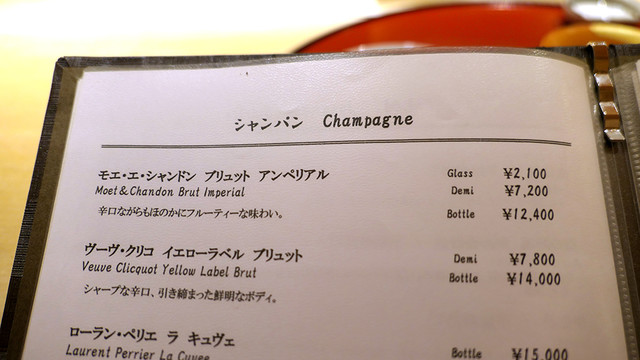 シャンパン Champagne
モエ・エ・シャンドン ブリュット アンペリアル Glass ¥2,100
Moet & Chandon Brut Imperial Demi ¥7,200
辛口ながらもほのかにフルーティーな味わい。 Bottle ¥12,400
ヴーヴ・クリコ イエローラベル ブリュット Demi ¥7,800
Veuve Clicquot Yellow Label Brut Bottle ¥14,000
シャープな辛口、引き締まった鮮明なボディ。
ローラン・ペリエ ラ キュヴェ
Laurent Perrier La Cuvee Bottle ¥15,000